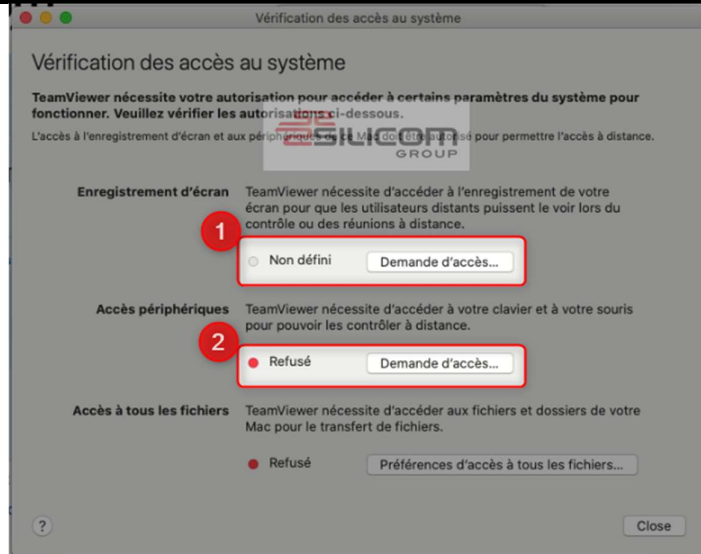 Vérification des accès au système
Vérification des accès au système
TeamViewer nécessite votre autorisation pour accéder à certains paramètres du système pour
fonctionner. Veuillez vérifier les autorisations ci-dessous.
L'accès à l'enregistrement d'écran et aux périphériques de ce Mac doit être autorisé pour permettre l'accès à distance.
SILICOM
GROUP
Enregistrement d'écran
TeamViewer nécessite d'accéder à l'enregistrement de votre
écran pour que les utilisateurs distants puissent le voir lors du
contrôle ou des réunions à distance.
1
Non défini
Demande d'accès...
Accès périphériques
TeamViewer nécessite d'accéder à votre clavier et à votre souris
pour pouvoir les contrôler à distance.
2
Refusé
Demande d'accès...
Accès à tous les fichiers
TeamViewer nécessite d'accéder aux fichiers et dossiers de votre
Mac pour le transfert de fichiers.
Refusé
Préférences d'accès à tous les fichiers...
?
Close